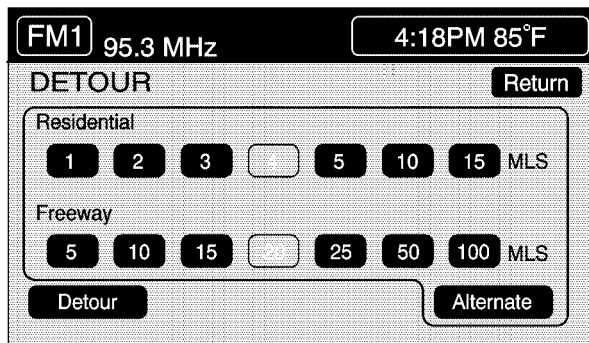 FM1 95.3 MHz 4:18PM 85°F
DETOUR Return
Residential
1 2 3 4 5 10 15 MLS
Freeway
5 10 15 20 25 50 100 MLS
Detour Alternate